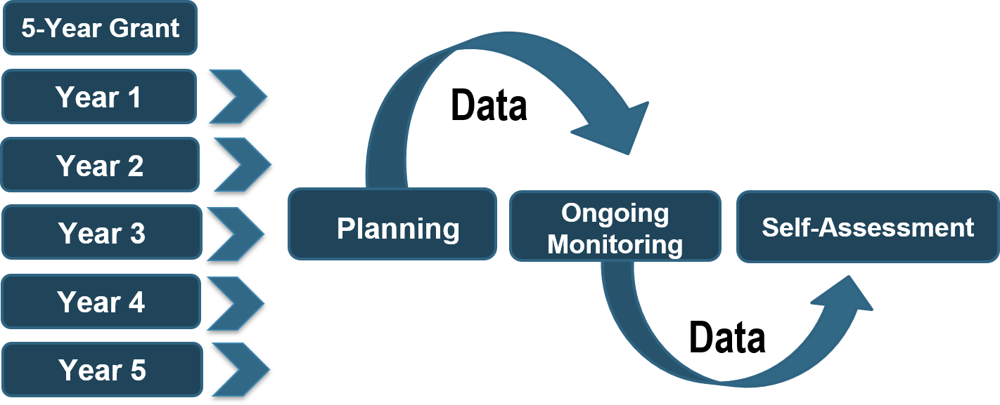 5-Year Grant
Year 1
Year 2
Year 3
Year 4
Year 5
Data
Planning
Ongoing
Monitoring
Self-Assessment
Data